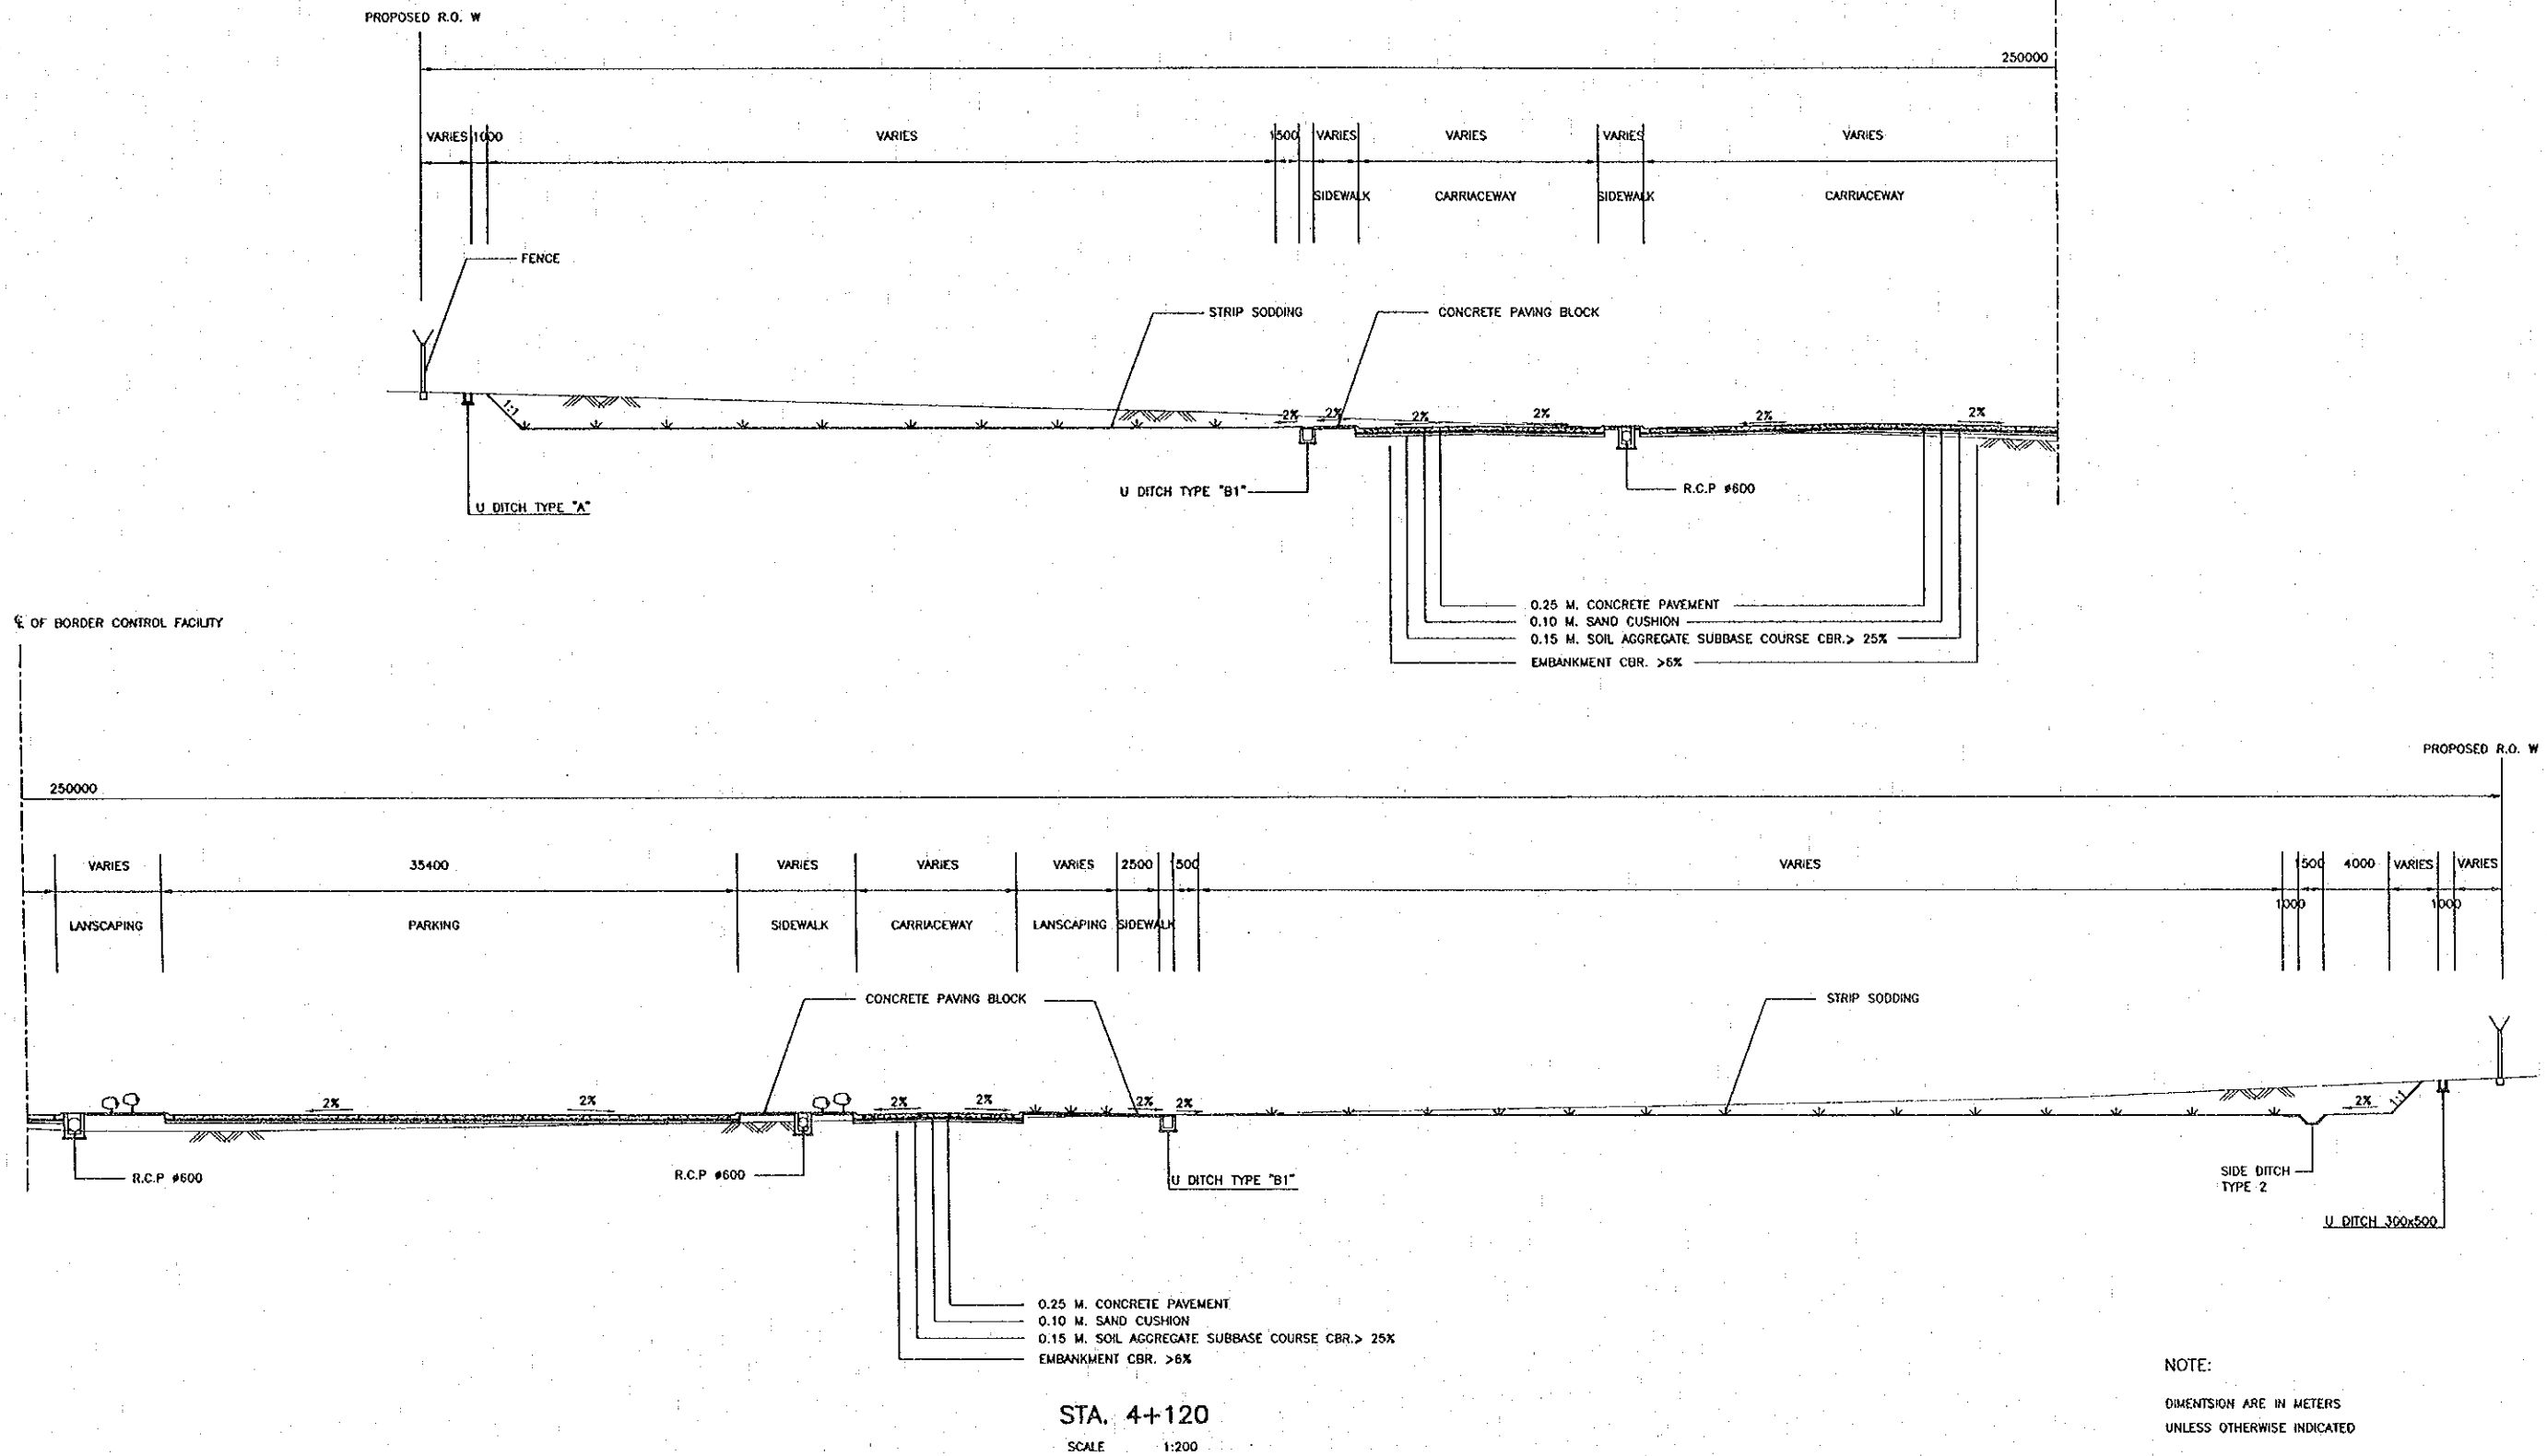 PROPOSED R.O. W
250000
VARIES 1000 VARIES 1500 VARIES VARIES VARIES VARIES
SIDEWALK CARRIACEWAY SIDEWALK CARRIACEWAY
FENCE
STRIP SODDING CONCRETE PAVING BLOCK
1:1 2% 2% 2% 2% 2% 2%
U DITCH TYPE "A"
U DITCH TYPE "B1"
R.C.P ø600
0.25 M. CONCRETE PAVEMENT
0.10 M. SAND CUSHION
0.15 M. SOIL AGGREGATE SUBBASE COURSE CBR.> 25%
EMBANKMENT CBR. >6%
℄ OF BORDER CONTROL FACILITY
PROPOSED R.O. W
250000
VARIES 35400 VARIES VARIES VARIES 2500 1500 VARIES 1500 4000 VARIES VARIES
1000 1000
LANSCAPING PARKING SIDEWALK CARRIACEWAY LANSCAPING SIDEWALK
CONCRETE PAVING BLOCK STRIP SODDING
2% 2% 2% 2% 2% 2% 2% 1:1
R.C.P ø600
R.C.P ø600
U DITCH TYPE "B1"
SIDE DITCH
TYPE 2
U DITCH 300x500
0.25 M. CONCRETE PAVEMENT
0.10 M. SAND CUSHION
0.15 M. SOIL AGGREGATE SUBBASE COURSE CBR.> 25%
EMBANKMENT CBR. >6%
STA. 4+120
SCALE 1:200
NOTE:
DIMENTSION ARE IN METERS
UNLESS OTHERWISE INDICATED